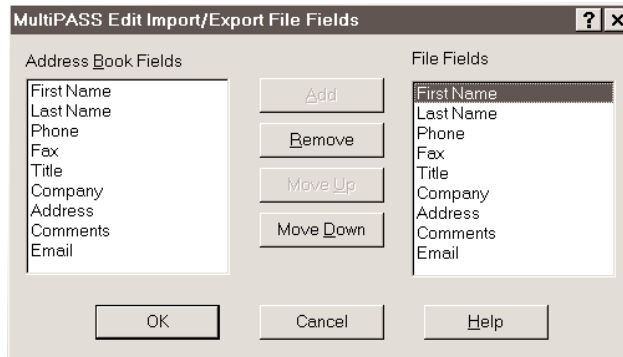 MultiPASS Edit Import/Export File Fields
Address Book Fields
First Name
Last Name
Phone
Fax
Title
Company
Address
Comments
Email
Add
Remove
Move Up
Move Down
File Fields
First Name
Last Name
Phone
Fax
Title
Company
Address
Comments
Email
OK
Cancel
Help